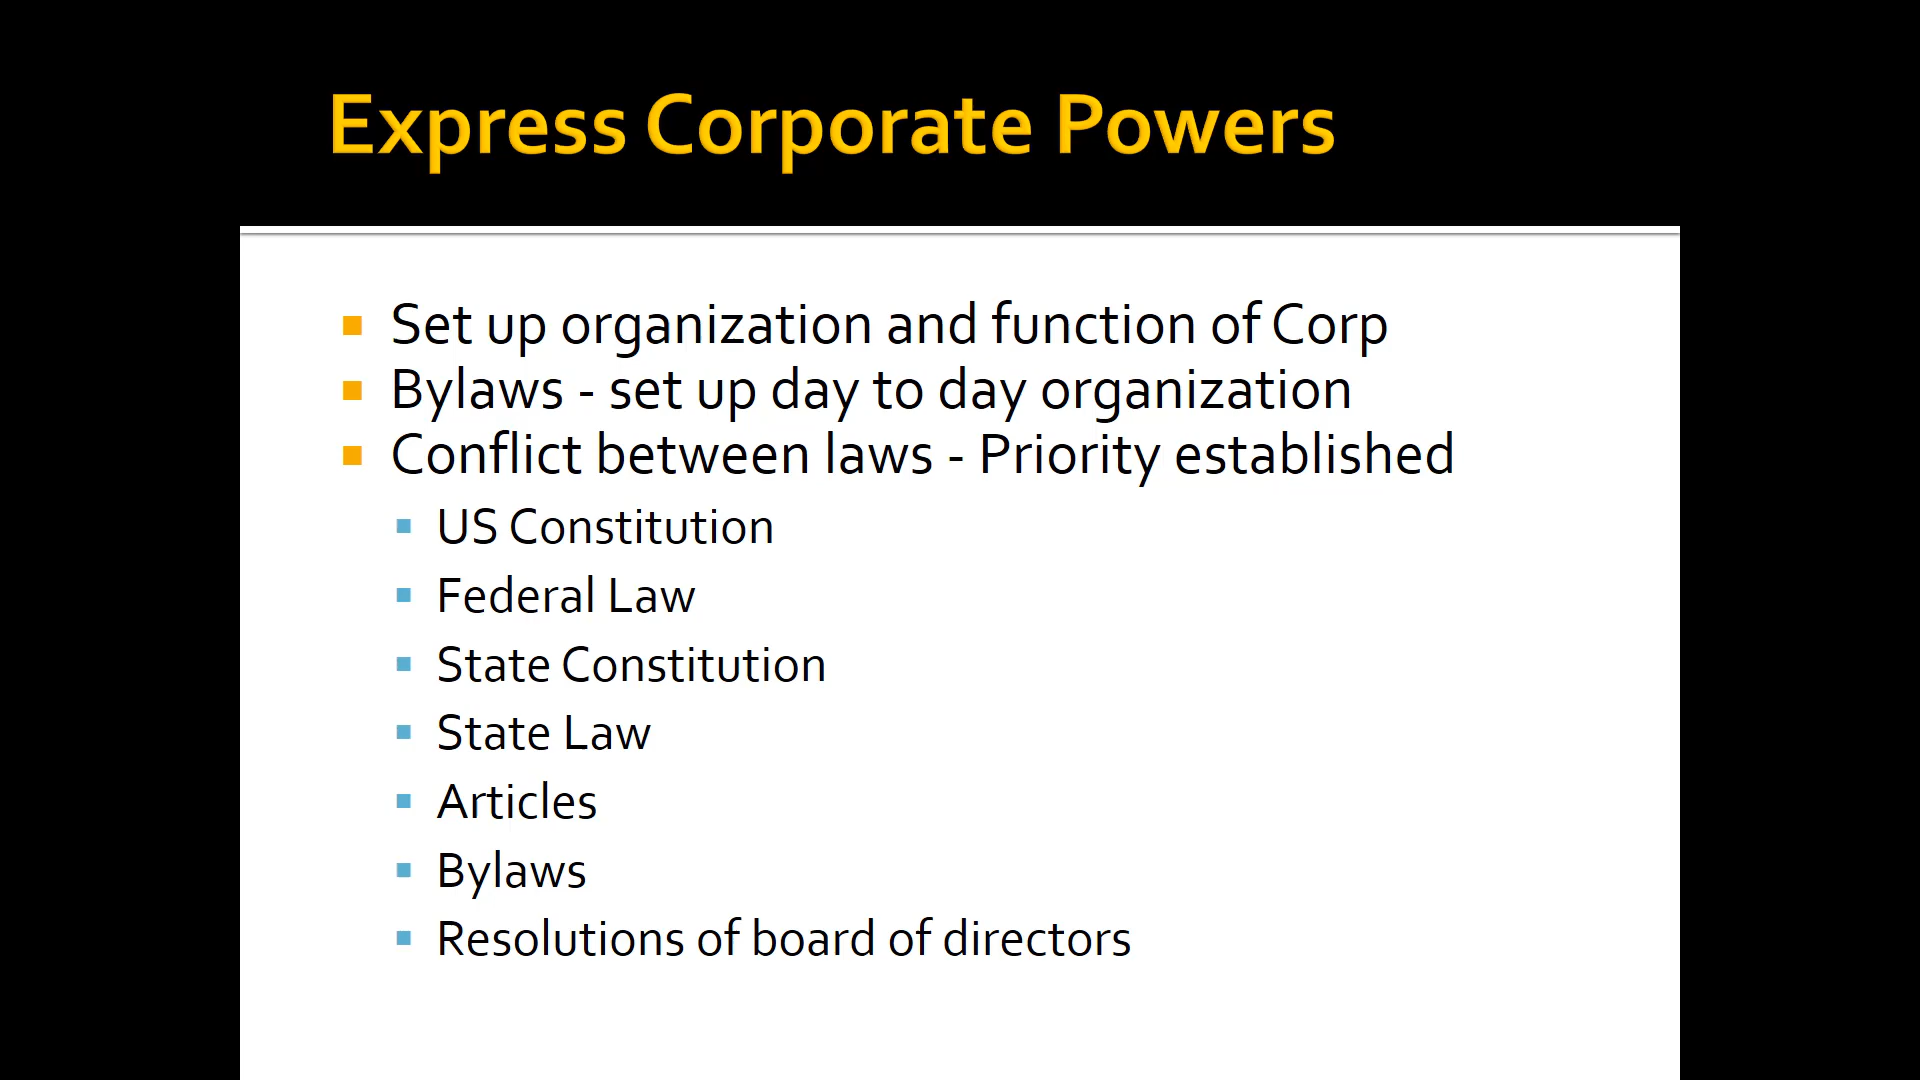 Express Corporate Powers
Set up organization and function of Corp
Bylaws - set up day to day organization
Conflict between laws - Priority established
US Constitution
Federal Law
State Constitution
State Law
Articles
Bylaws
Resolutions of board of directors